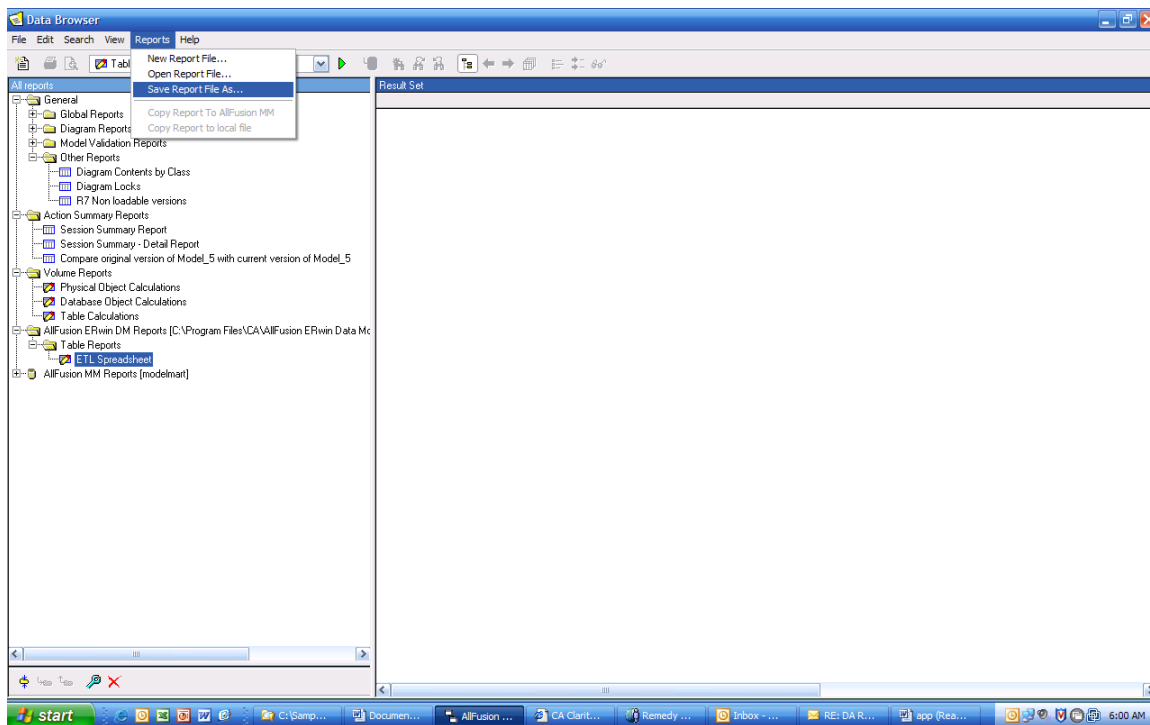 Data Browser
File Edit Search View Reports Help
New Report File...
Open Report File...
Save Report File As...
Copy Report To AllFusion MM
Copy Report to local file
Tabl
All reports
Result Set
General
Global Reports
Diagram Reports
Model Validation Reports
Other Reports
Diagram Contents by Class
Diagram Locks
R7 Non loadable versions
Action Summary Reports
Session Summary Report
Session Summary - Detail Report
Compare original version of Model_5 with current version of Model_5
Volume Reports
Physical Object Calculations
Database Object Calculations
Table Calculations
AllFusion ERwin DM Reports [C:\Program Files\CA\AllFusion ERwin Data Mo
Table Reports
ETL Spreadsheet
AllFusion MM Reports [modelmart]
start C:\Samp... Documen... AllFusion ... CA Clarit... Remedy ... Inbox - ... RE: DA R... app (Rea... 6:00 AM